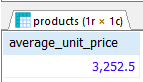 products (1r × 1c)
average_unit_price
3,252.5